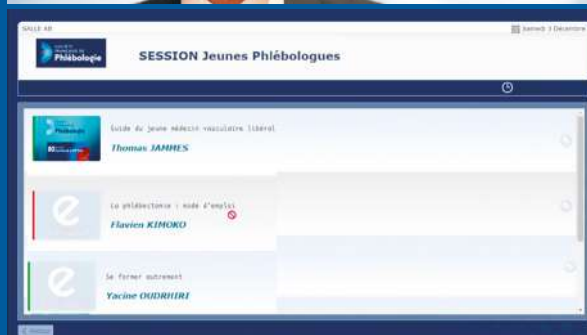 SALLE AB
Samedi 3 Décembre
Phlébologie
SESSION Jeunes Phlébologues
Guide du jeune médecin vasculaire libéral
Thomas JAMMES
La phlébectomie : mode d'emploi
Flavien KIMOKO
Se former autrement
Yacine OUDRHIRI